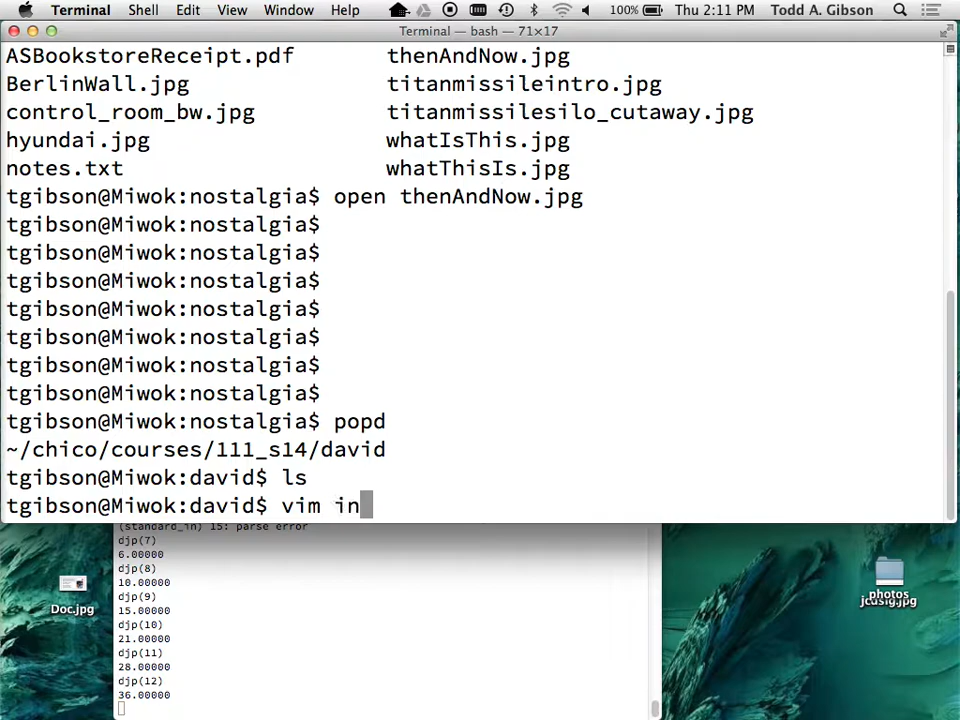 Terminal Shell Edit View Window Help 100% Thu 2:11 PM Todd A. Gibson
Terminal — bash — 71×17
ASBookstoreReceipt.pdf thenAndNow.jpg
BerlinWall.jpg titanmissileintro.jpg
control_room_bw.jpg titanmissilesilo_cutaway.jpg
hyundai.jpg whatIsThis.jpg
notes.txt whatThisIs.jpg
tgibson@Miwok:nostalgia$ open thenAndNow.jpg
tgibson@Miwok:nostalgia$
tgibson@Miwok:nostalgia$
tgibson@Miwok:nostalgia$
tgibson@Miwok:nostalgia$
tgibson@Miwok:nostalgia$
tgibson@Miwok:nostalgia$
tgibson@Miwok:nostalgia$
tgibson@Miwok:nostalgia$ popd
~/chico/courses/111_s14/david
tgibson@Miwok:david$ ls
tgibson@Miwok:david$ vim in
(standard_in) 15: parse error
djp(7)
6.00000
djp(8)
10.00000
djp(9)
15.00000
djp(10)
21.00000
djp(11)
28.00000
djp(12)
36.00000
Doc.jpg
photos
jcusig.jpg